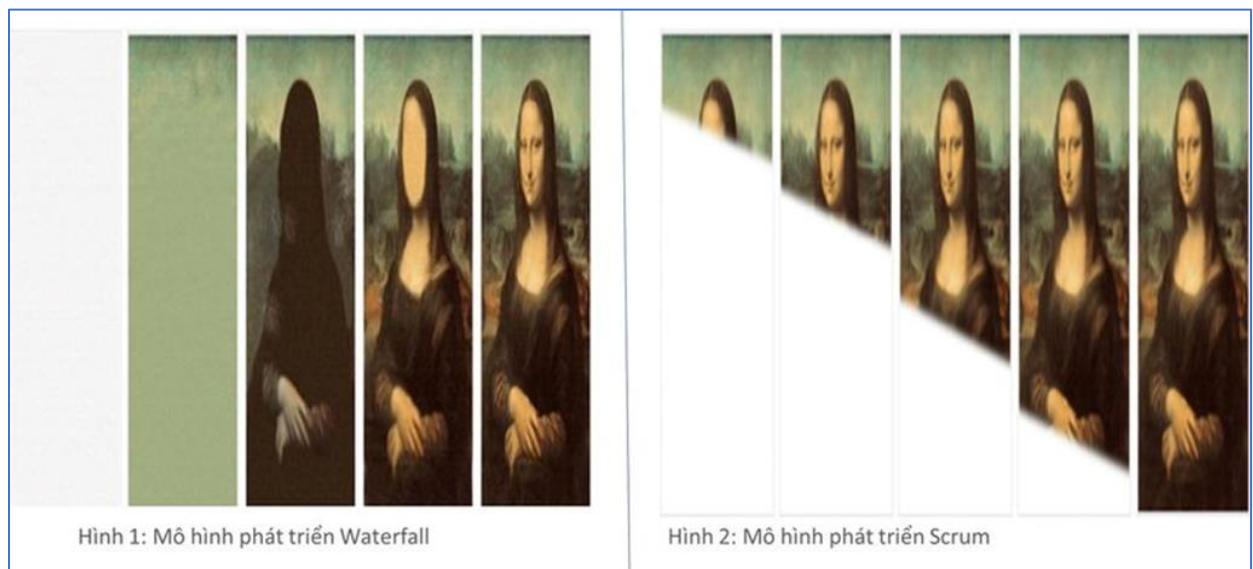 Hình 1: Mô hình phát triển Waterfall
Hình 2: Mô hình phát triển Scrum